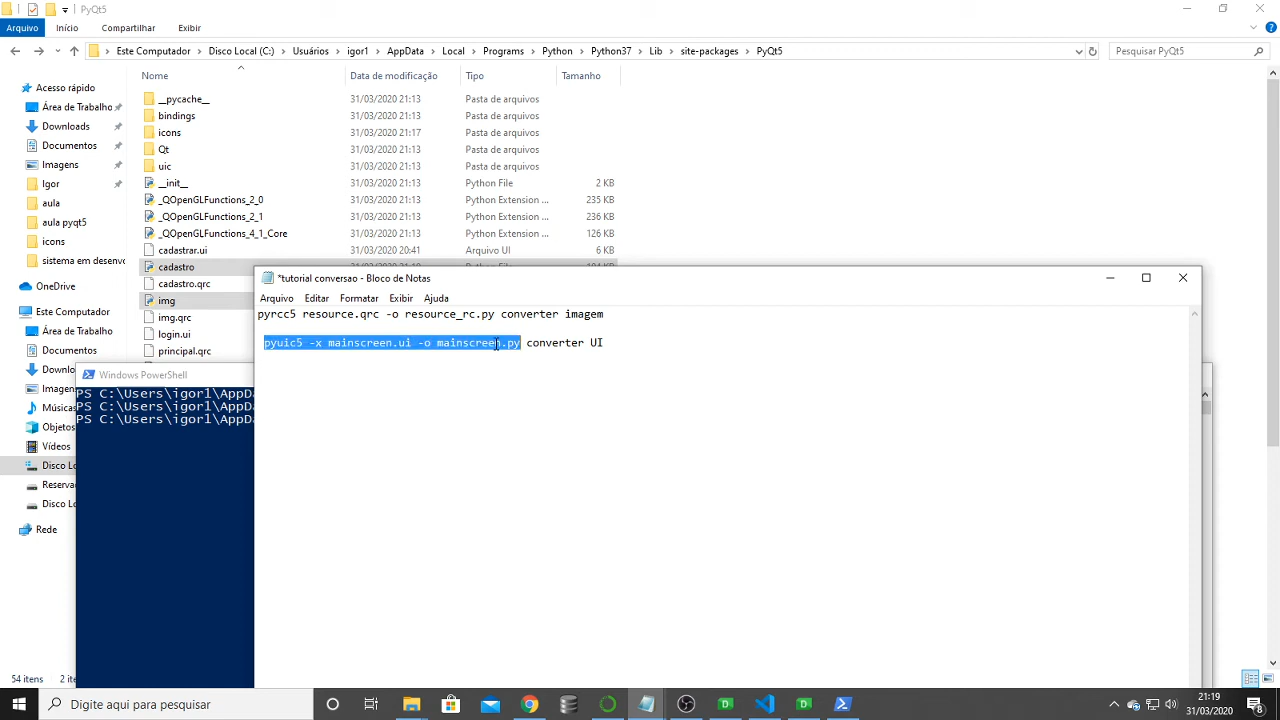 PyQt5
Arquivo Início Compartilhar Exibir
Este Computador Disco Local (C:) Usuários igor1 AppData Local Programs Python Python37 Lib site-packages PyQt5 Pesquisar PyQt5
Nome Data de modificação Tipo Tamanho
Acesso rápido
Área de Trabalho
Downloads
Documentos
Imagens
Igor
aula
aula pyqt5
icons
sistema em desenvo
OneDrive
Este Computador
Área de Trabalho
Documentos
Downlo
Imagens
Músicas
Objetos
Vídeos
Disco Lo
Reserva
Disco Lo
Rede
__pycache__ 31/03/2020 21:13 Pasta de arquivos
bindings 31/03/2020 21:13 Pasta de arquivos
icons 31/03/2020 21:17 Pasta de arquivos
Qt 31/03/2020 21:13 Pasta de arquivos
uic 31/03/2020 21:13 Pasta de arquivos
__init__ 31/03/2020 21:13 Python File 2 KB
_QOpenGLFunctions_2_0 31/03/2020 21:13 Python Extension ... 235 KB
_QOpenGLFunctions_2_1 31/03/2020 21:13 Python Extension ... 236 KB
_QOpenGLFunctions_4_1_Core 31/03/2020 21:13 Python Extension ... 126 KB
cadastrar.ui 31/03/2020 20:41 Arquivo UI 6 KB
cadastro
cadastro.qrc
img
img.qrc
login.ui
principal.qrc
*tutorial conversao - Bloco de Notas
Arquivo Editar Formatar Exibir Ajuda
pyrcc5 resource.qrc -o resource_rc.py converter imagem
pyuic5 -x mainscreen.ui -o mainscreen.py converter UI
Windows PowerShell
PS C:\Users\igor1\AppDa
PS C:\Users\igor1\AppDa
PS C:\Users\igor1\AppDa
54 itens 2 ite
Digite aqui para pesquisar
21:19
31/03/2020
8